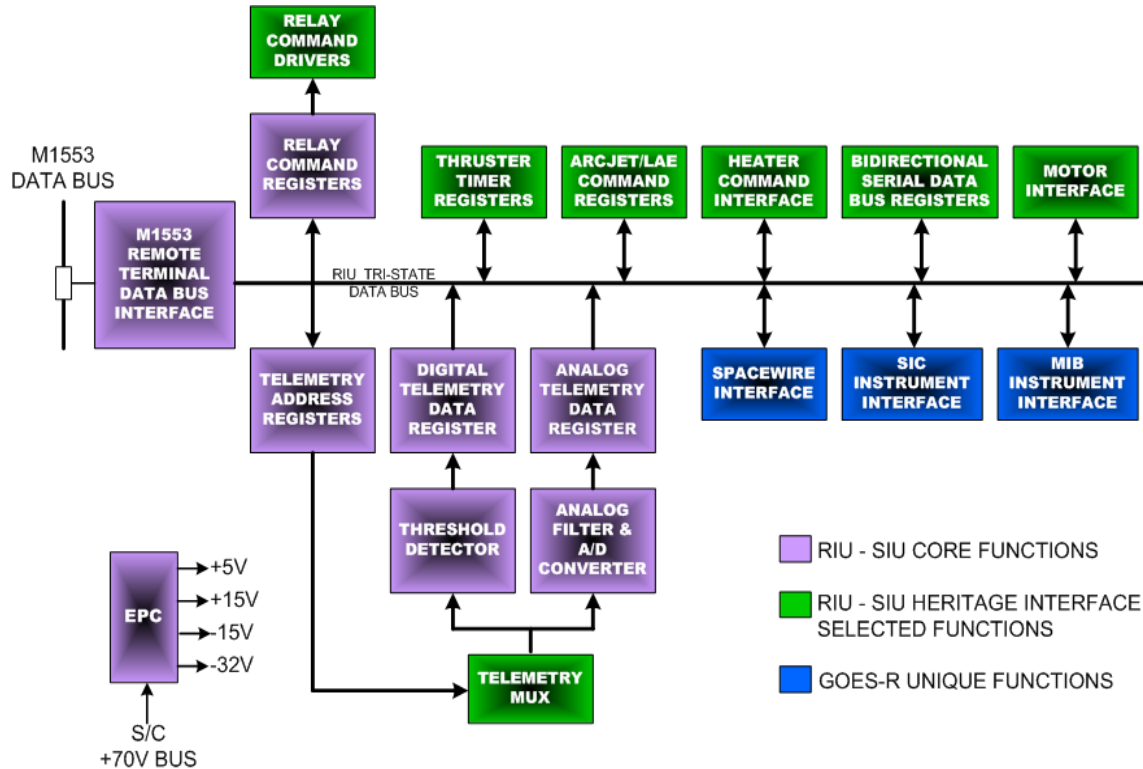 RELAY
COMMAND
DRIVERS
M1553
DATA BUS
RELAY
COMMAND
REGISTERS
THRUSTER
TIMER
REGISTERS
ARCJET/LAE
COMMAND
REGISTERS
HEATER
COMMAND
INTERFACE
BIDIRECTIONAL
SERIAL DATA
BUS REGISTERS
MOTOR
INTERFACE
M1553
REMOTE
TERMINAL
DATA BUS
INTERFACE
RIU TRI-STATE
DATA BUS
TELEMETRY
ADDRESS
REGISTERS
DIGITAL
TELEMETRY
DATA
REGISTER
ANALOG
TELEMETRY
DATA
REGISTER
SPACEWIRE
INTERFACE
SIC
INSTRUMENT
INTERFACE
MIB
INSTRUMENT
INTERFACE
THRESHOLD
DETECTOR
ANALOG
FILTER &
A/D
CONVERTER
EPC
+5V
+15V
-15V
-32V
S/C
+70V BUS
TELEMETRY
MUX
RIU - SIU CORE FUNCTIONS
RIU - SIU HERITAGE INTERFACE
SELECTED FUNCTIONS
GOES-R UNIQUE FUNCTIONS